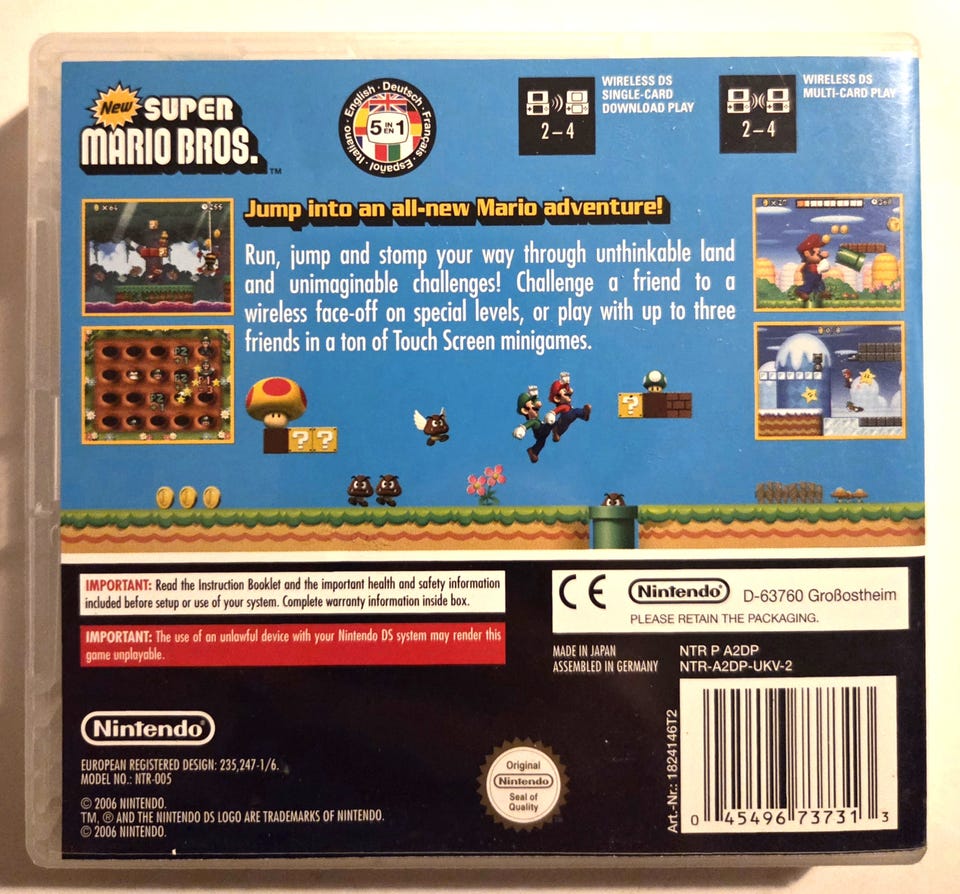 New SUPER
MARIO BROS.™
English · Deutsch · Français · Español · Italiano
5 IN EN 1
2–4
WIRELESS DS
SINGLE-CARD
DOWNLOAD PLAY
2–4
WIRELESS DS
MULTI-CARD PLAY
Jump into an all-new Mario adventure!
Run, jump and stomp your way through unthinkable land
and unimaginable challenges! Challenge a friend to a
wireless face-off on special levels, or play with up to three
friends in a ton of Touch Screen minigames.
? ?
?
IMPORTANT: Read the Instruction Booklet and the important health and safety information
included before setup or use of your system. Complete warranty information inside box.
IMPORTANT: The use of an unlawful device with your Nintendo DS system may render this
game unplayable.
CE Nintendo® D-63760 Großostheim
PLEASE RETAIN THE PACKAGING.
MADE IN JAPAN
ASSEMBLED IN GERMANY
NTR P A2DP
NTR-A2DP-UKV-2
Nintendo®
EUROPEAN REGISTERED DESIGN: 235,247-1/6.
MODEL NO.: NTR-005
© 2006 NINTENDO.
TM, ® AND THE NINTENDO DS LOGO ARE TRADEMARKS OF NINTENDO.
© 2006 NINTENDO.
Original
Nintendo
Seal of
Quality
Art.-Nr.: 1824146T2
0 45496 73731 3